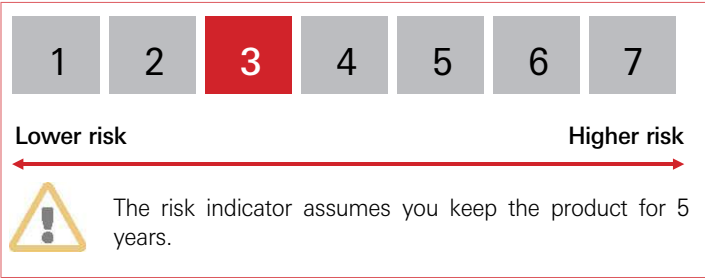 1 2 3 4 5 6 7
Lower risk Higher risk
The risk indicator assumes you keep the product for 5
years.